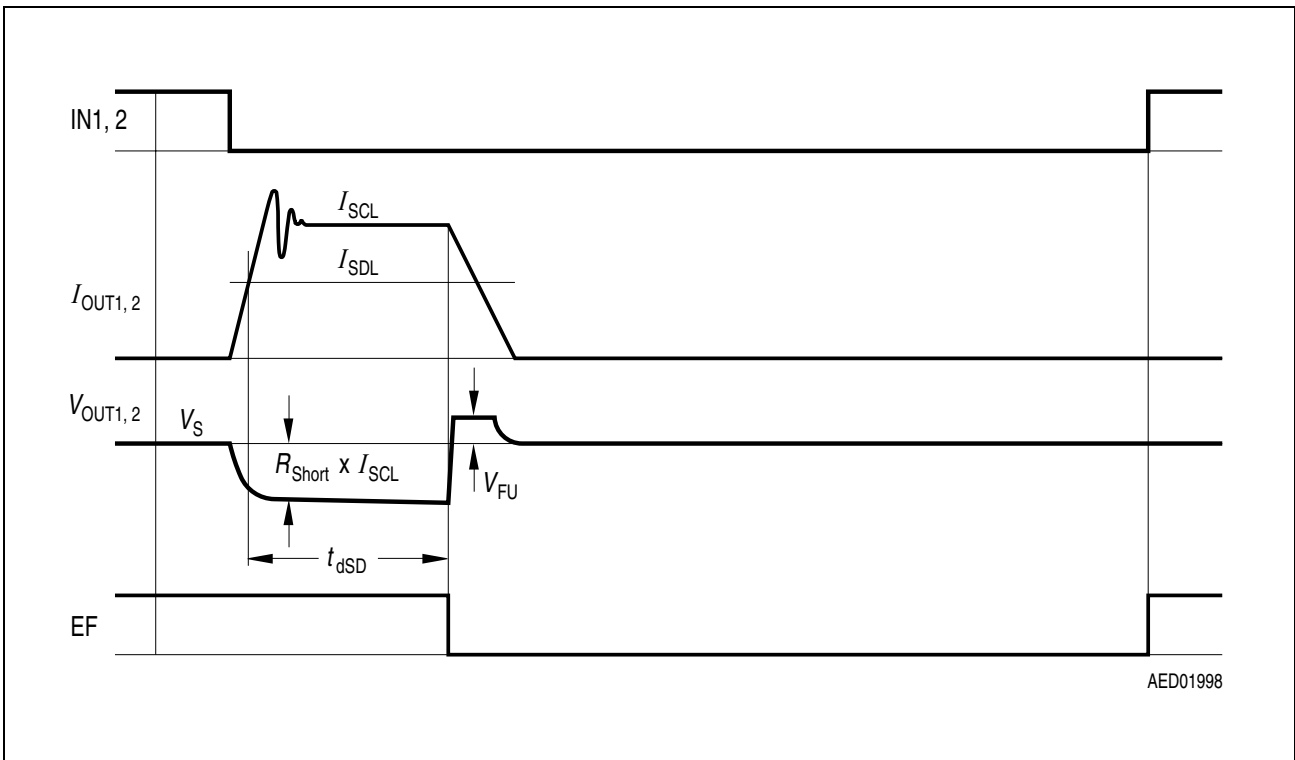 IN1, 2
I_SCL
I_SDL
I_OUT1, 2
V_OUT1, 2
V_S
R_Short x I_SCL
V_FU
t_dSD
EF
AED01998